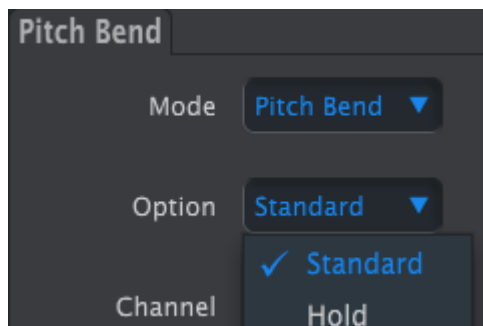 Pitch Bend
Mode Pitch Bend
Option Standard
Standard
Channel Hold